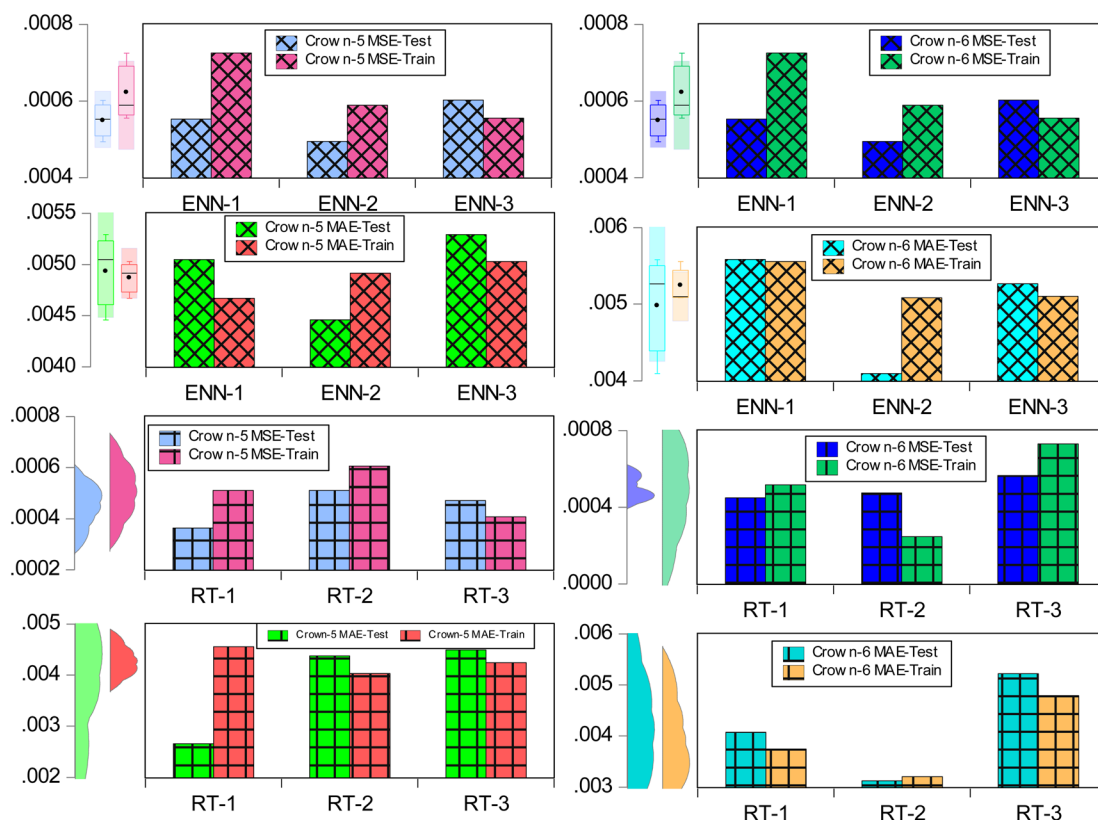 .0008
.0006
.0004
Crow n-5 MSE-Test
Crow n-5 MSE-Train
ENN-1 ENN-2 ENN-3
.0008
.0006
.0004
Crow n-6 MSE-Test
Crow n-6 MSE-Train
ENN-1 ENN-2 ENN-3
.0055
.0050
.0045
.0040
Crow n-5 MAE-Test
Crow n-5 MAE-Train
ENN-1 ENN-2 ENN-3
.006
.005
.004
Crow n-6 MAE-Test
Crow n-6 MAE-Train
ENN-1 ENN-2 ENN-3
.0008
.0006
.0004
.0002
Crow n-5 MSE-Test
Crow n-5 MSE-Train
RT-1 RT-2 RT-3
.0008
.0004
.0000
Crow n-6 MSE-Test
Crow n-6 MSE-Train
RT-1 RT-2 RT-3
.005
.004
.003
.002
Crown-5 MAE-Test Crown-5 MAE-Train
RT-1 RT-2 RT-3
.006
.005
.004
.003
Crow n-6 MAE-Test
Crow n-6 MAE-Train
RT-1 RT-2 RT-3